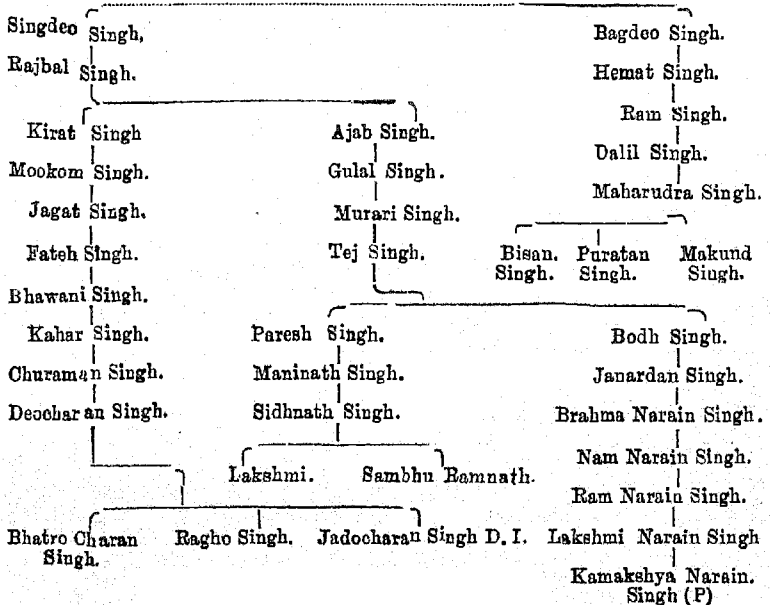 Singdeo Singh, Bagdeo Singh.
Rajbal Singh. Hemat Singh.
Ram Singh.
Kirat Singh Ajab Singh.
Dalil Singh.
Mookom Singh. Gulal Singh.
Maharudra Singh.
Jagat Singh. Murari Singh.
Fateh Singh. Tej Singh. Bisan. Puratan Makund
Singh. Singh. Singh.
Bhawani Singh.
Kahar Singh. Paresh Singh. Bodh Singh.
Churaman Singh. Maninath Singh. Janardan Singh.
Deocharan Singh. Sidhnath Singh. Brahma Narain Singh.
Nam Narain Singh.
Lakshmi. Sambhu Ramnath.
Ram Narain Singh.
Bhatro Charan Ragho Singh. Jadocharan Singh D. I. Lakshmi Narain Singh
Singh.
Kamakshya Narain.
Singh (P)